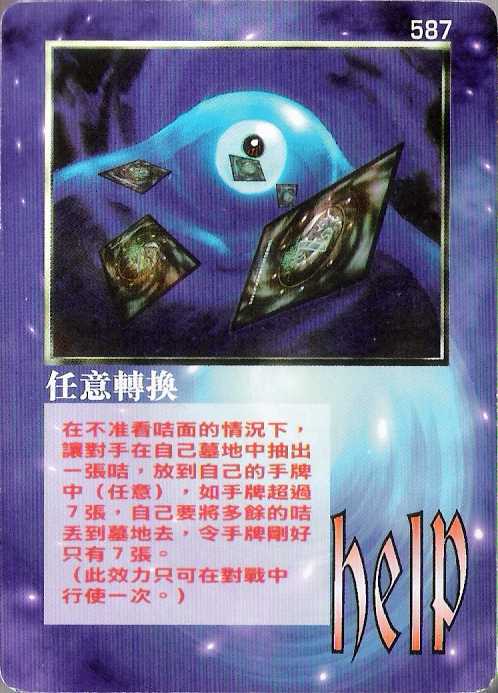 587
任意轉換
在不准看咭面的情況下，
讓對手在自己墓地中抽出
一張咭，放到自己的手牌
中（任意），如手牌超過
７張，自己要將多餘的咭
丟到墓地去，令手牌剛好
只有７張。
（此效力只可在對戰中
行使一次。）
help